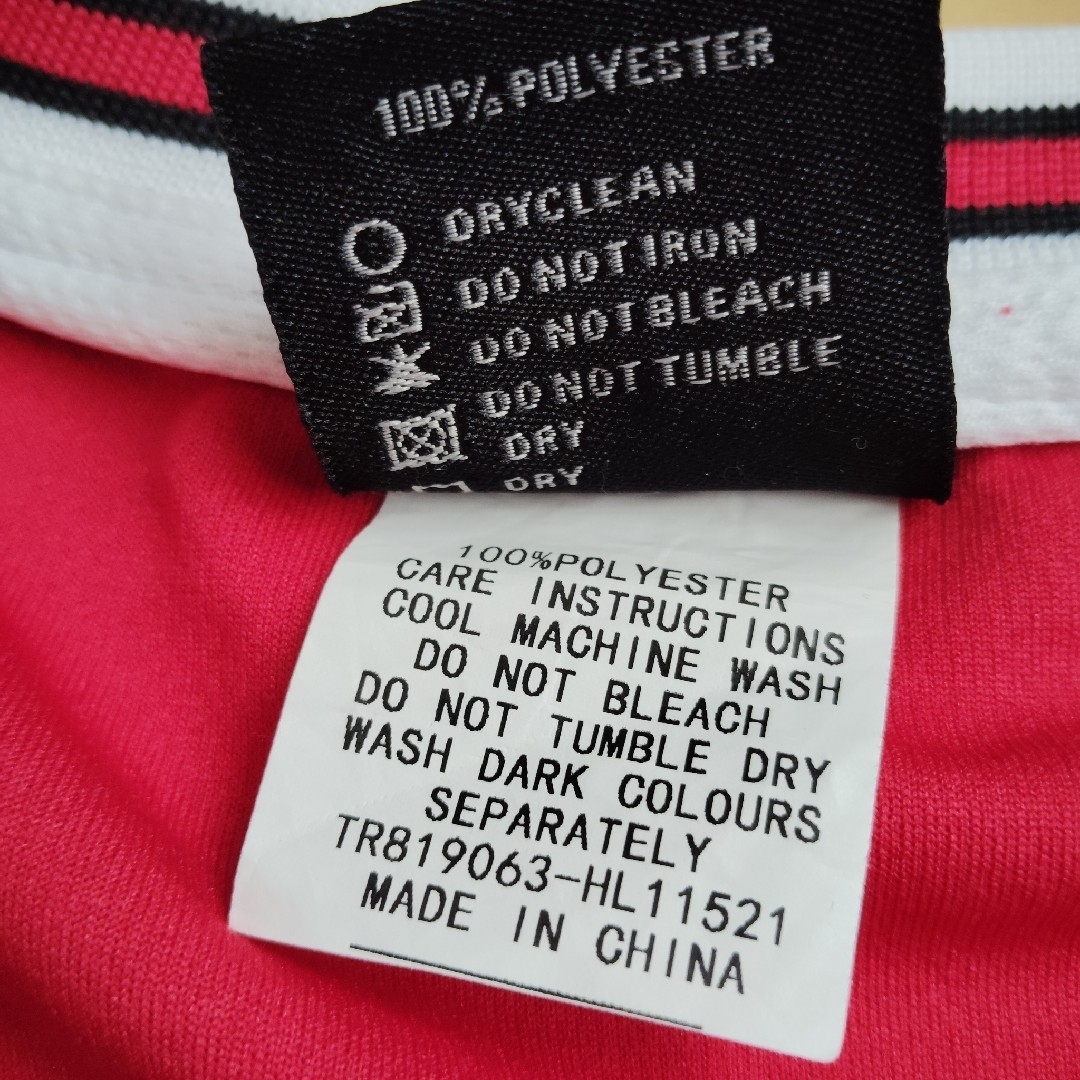 100% POLYESTER
DRYCLEAN
DO NOT IRON
DO NOT BLEACH
DO NOT TUMBLE
DRY
DRY
100%POLYESTER
CARE INSTRUCTIONS
COOL MACHINE WASH
DO NOT BLEACH
DO NOT TUMBLE DRY
WASH DARK COLOURS
SEPARATELY
TR819063-HL11521
MADE IN CHINA